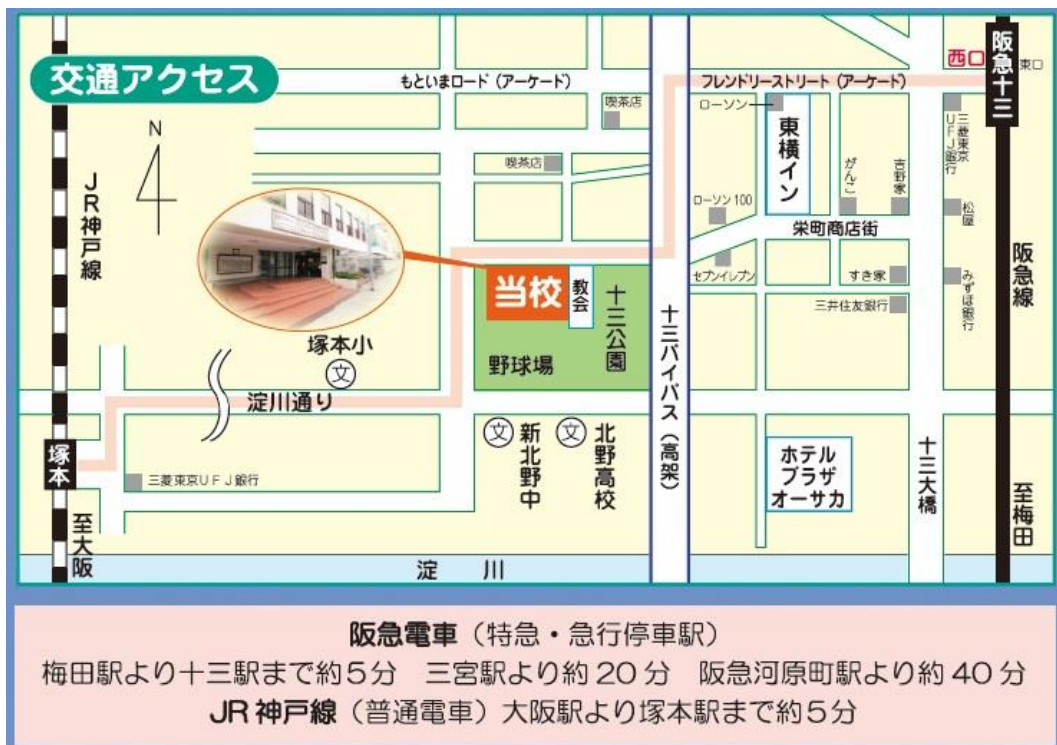 交通アクセス
N
もといまロード（アーケード）
フレンドリーストリート（アーケード）
西口
東口
阪急十三
喫茶店
喫茶店
ローソン
東横イン
がんこ
吉野家
三菱東京
UFJ銀行
ローソン100
栄町商店街
松屋
セブンイレブン
すき家
みずほ銀行
三井住友銀行
JR神戸線
阪急線
当校
教会
十三公園
野球場
十三バイパス（高架）
塚本小
文
淀川通り
塚本
三菱東京UFJ銀行
文
新北野中
文
北野高校
ホテル
プラザ
オーサカ
十三大橋
至大阪
至梅田
淀川
阪急電車（特急・急行停車駅）
梅田駅より十三駅まで約5分　三宮駅より約20分　阪急河原町駅より約40分
JR神戸線（普通電車）大阪駅より塚本駅まで約5分